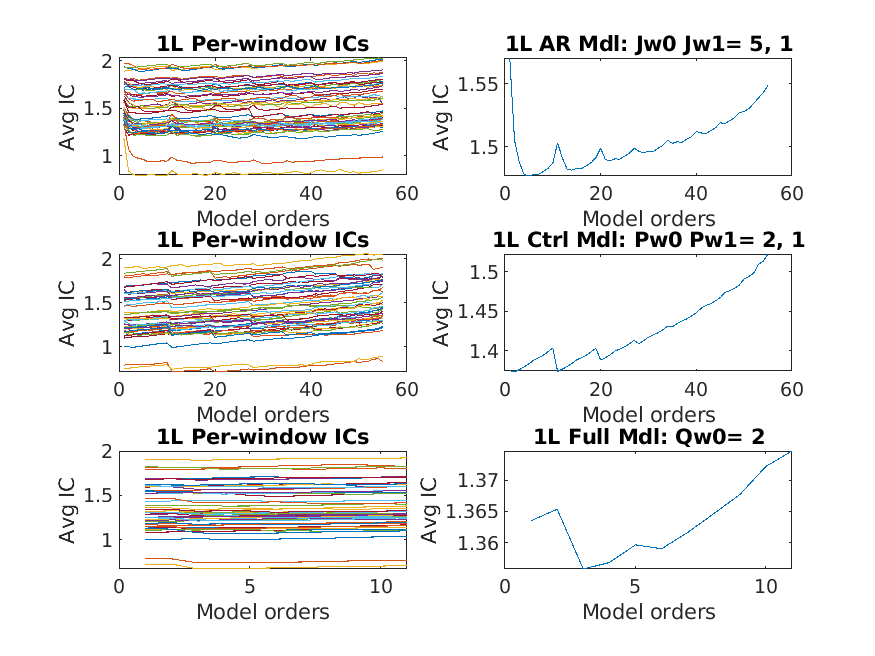 1L Per-window ICs
Avg IC
2
1.5
1
0 20 40 60
Model orders
1L AR Mdl: Jw0 Jw1= 5, 1
Avg IC
1.55
1.5
0 20 40 60
Model orders
1L Per-window ICs
Avg IC
2
1.5
1
0 20 40 60
Model orders
1L Ctrl Mdl: Pw0 Pw1= 2, 1
Avg IC
1.5
1.45
1.4
0 20 40 60
Model orders
1L Per-window ICs
Avg IC
2
1.5
1
0 5 10
Model orders
1L Full Mdl: Qw0= 2
Avg IC
1.37
1.365
1.36
0 5 10
Model orders